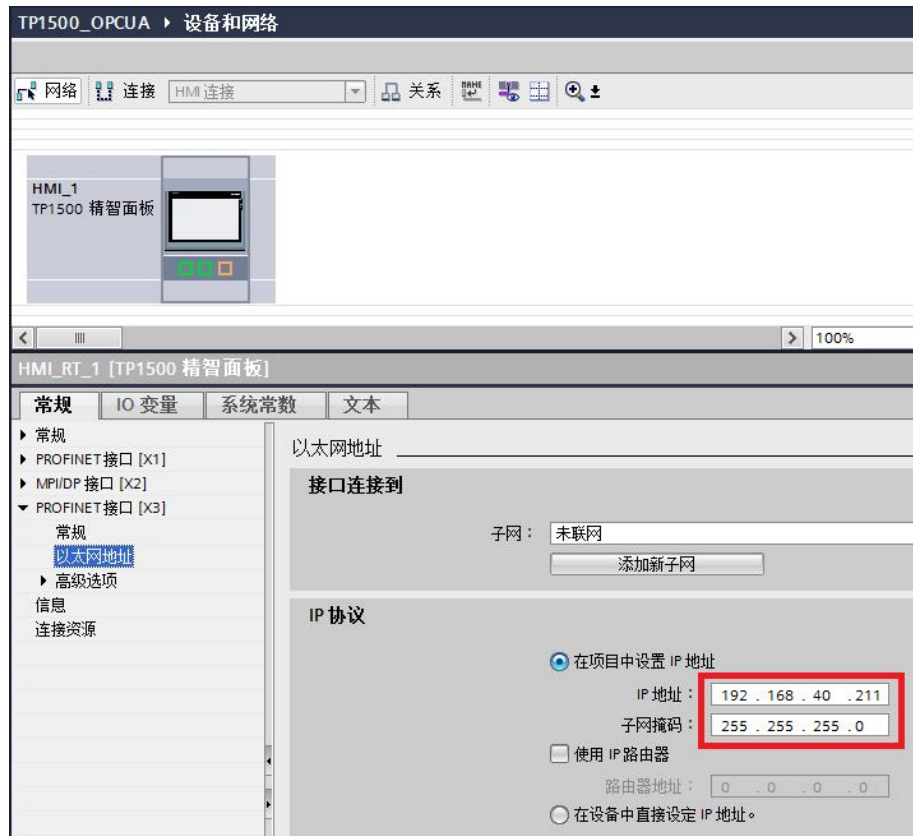 TP1500_OPCUA ▸ 设备和网络
网络 连接 HMI 连接 关系
HMI_1
TP1500 精智面板
100%
HMI_RT_1 [TP1500 精智面板]
常规 IO 变量 系统常数 文本
常规
PROFINET接口 [X1]
MPI/DP 接口 [X2]
PROFINET接口 [X3]
常规
以太网地址
高级选项
信息
连接资源
以太网地址
接口连接到
子网： 未联网
添加新子网
IP 协议
在项目中设置 IP 地址
IP 地址： 192 . 168 . 40 . 211
子网掩码： 255 . 255 . 255 . 0
使用 IP 路由器
路由器地址： 0 . 0 . 0 . 0
在设备中直接设定 IP 地址。